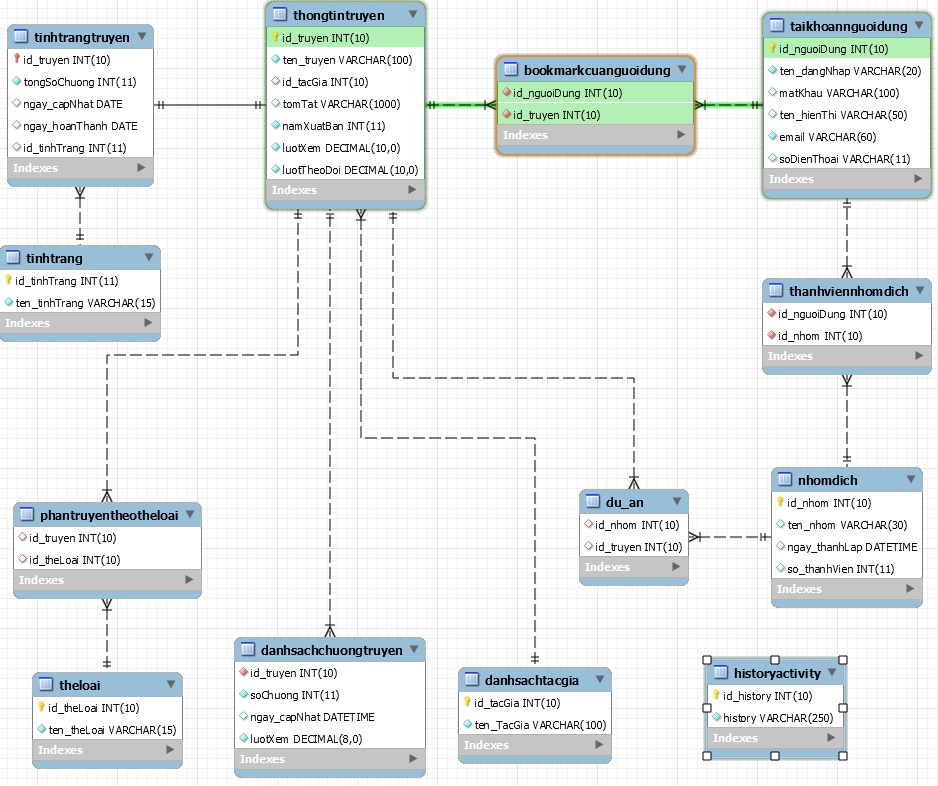 tinhtrangtruyen
id_truyen INT(10)
tongSoChuong INT(11)
ngay_capNhat DATE
ngay_hoanThanh DATE
id_tinhTrang INT(11)
Indexes
thongtintruyen
id_truyen INT(10)
ten_truyen VARCHAR(100)
id_tacGia INT(10)
tomTat VARCHAR(1000)
namXuatBan INT(11)
luotXem DECIMAL(10,0)
luotTheoDoi DECIMAL(10,0)
Indexes
bookmarkcuanguoidung
id_nguoiDung INT(10)
id_truyen INT(10)
Indexes
taikhoannguoidung
id_nguoiDung INT(10)
ten_dangNhap VARCHAR(20)
matKhau VARCHAR(100)
ten_hienThi VARCHAR(50)
email VARCHAR(60)
soDienThoai VARCHAR(11)
Indexes
tinhtrang
id_tinhTrang INT(11)
ten_tinhTrang VARCHAR(15)
Indexes
thanhviennhomdich
id_nguoiDung INT(10)
id_nhom INT(10)
Indexes
phantruyentheotheloai
id_truyen INT(10)
id_theLoai INT(10)
Indexes
du_an
id_nhom INT(10)
id_truyen INT(10)
Indexes
nhomdich
id_nhom INT(10)
ten_nhom VARCHAR(30)
ngay_thanhLap DATETIME
so_thanhVien INT(11)
Indexes
theloai
id_theLoai INT(10)
ten_theLoai VARCHAR(15)
Indexes
danhsachchuongtruyen
id_truyen INT(10)
soChuong INT(11)
ngay_capNhat DATETIME
luotXem DECIMAL(8,0)
Indexes
danhsachtacgia
id_tacGia INT(10)
ten_TacGia VARCHAR(100)
Indexes
historyactivity
id_history INT(10)
history VARCHAR(250)
Indexes